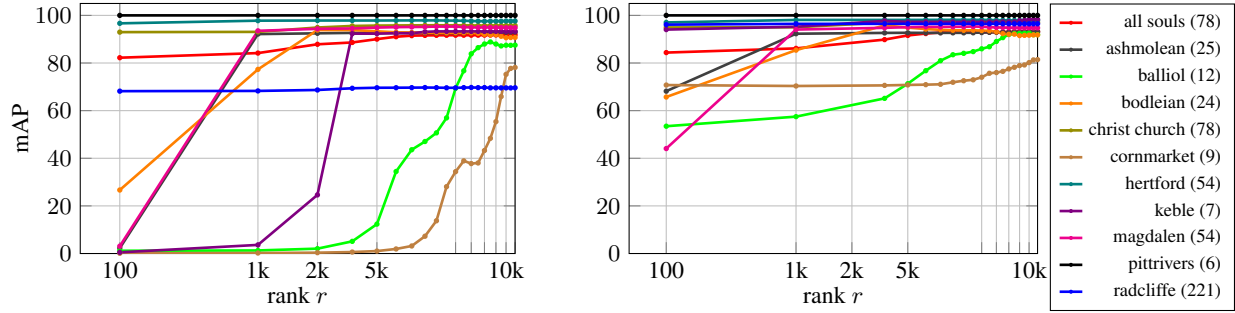 100
80
60
40
20
0
mAP
100
1k
2k
5k
10k
rank r
100
80
60
40
20
0
100
1k
2k
5k
10k
rank r
all souls (78)
ashmolean (25)
balliol (12)
bodleian (24)
christ church (78)
cornmarket (9)
hertford (54)
keble (7)
magdalen (54)
pittrivers (6)
radcliffe (221)